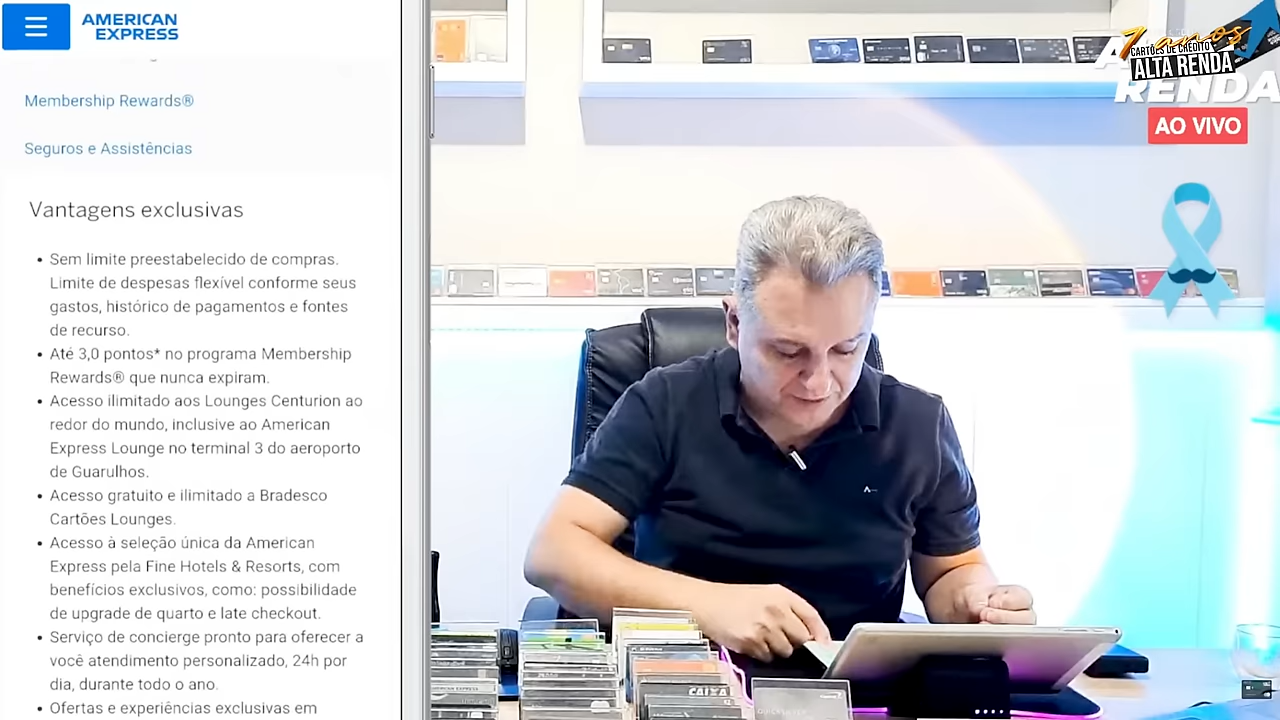 AMERICAN
EXPRESS
Membership Rewards®
Seguros e Assistências
Vantagens exclusivas
• Sem limite preestabelecido de compras.
Limite de despesas flexível conforme seus
gastos, histórico de pagamentos e fontes
de recurso.
• Até 3,0 pontos* no programa Membership
Rewards® que nunca expiram.
• Acesso ilimitado aos Lounges Centurion ao
redor do mundo, inclusive ao American
Express Lounge no terminal 3 do aeroporto
de Guarulhos.
• Acesso gratuito e ilimitado a Bradesco
Cartões Lounges.
• Acesso à seleção única da American
Express pela Fine Hotels & Resorts, com
benefícios exclusivos, como: possibilidade
de upgrade de quarto e late checkout.
• Serviço de concierge pronto para oferecer a
você atendimento personalizado, 24h por
dia, durante todo o ano.
• Ofertas e experiências exclusivas em
7 anos
CARTÕES DE CRÉDITO
ALTA RENDA
RENDA
AO VIVO
CAIXA